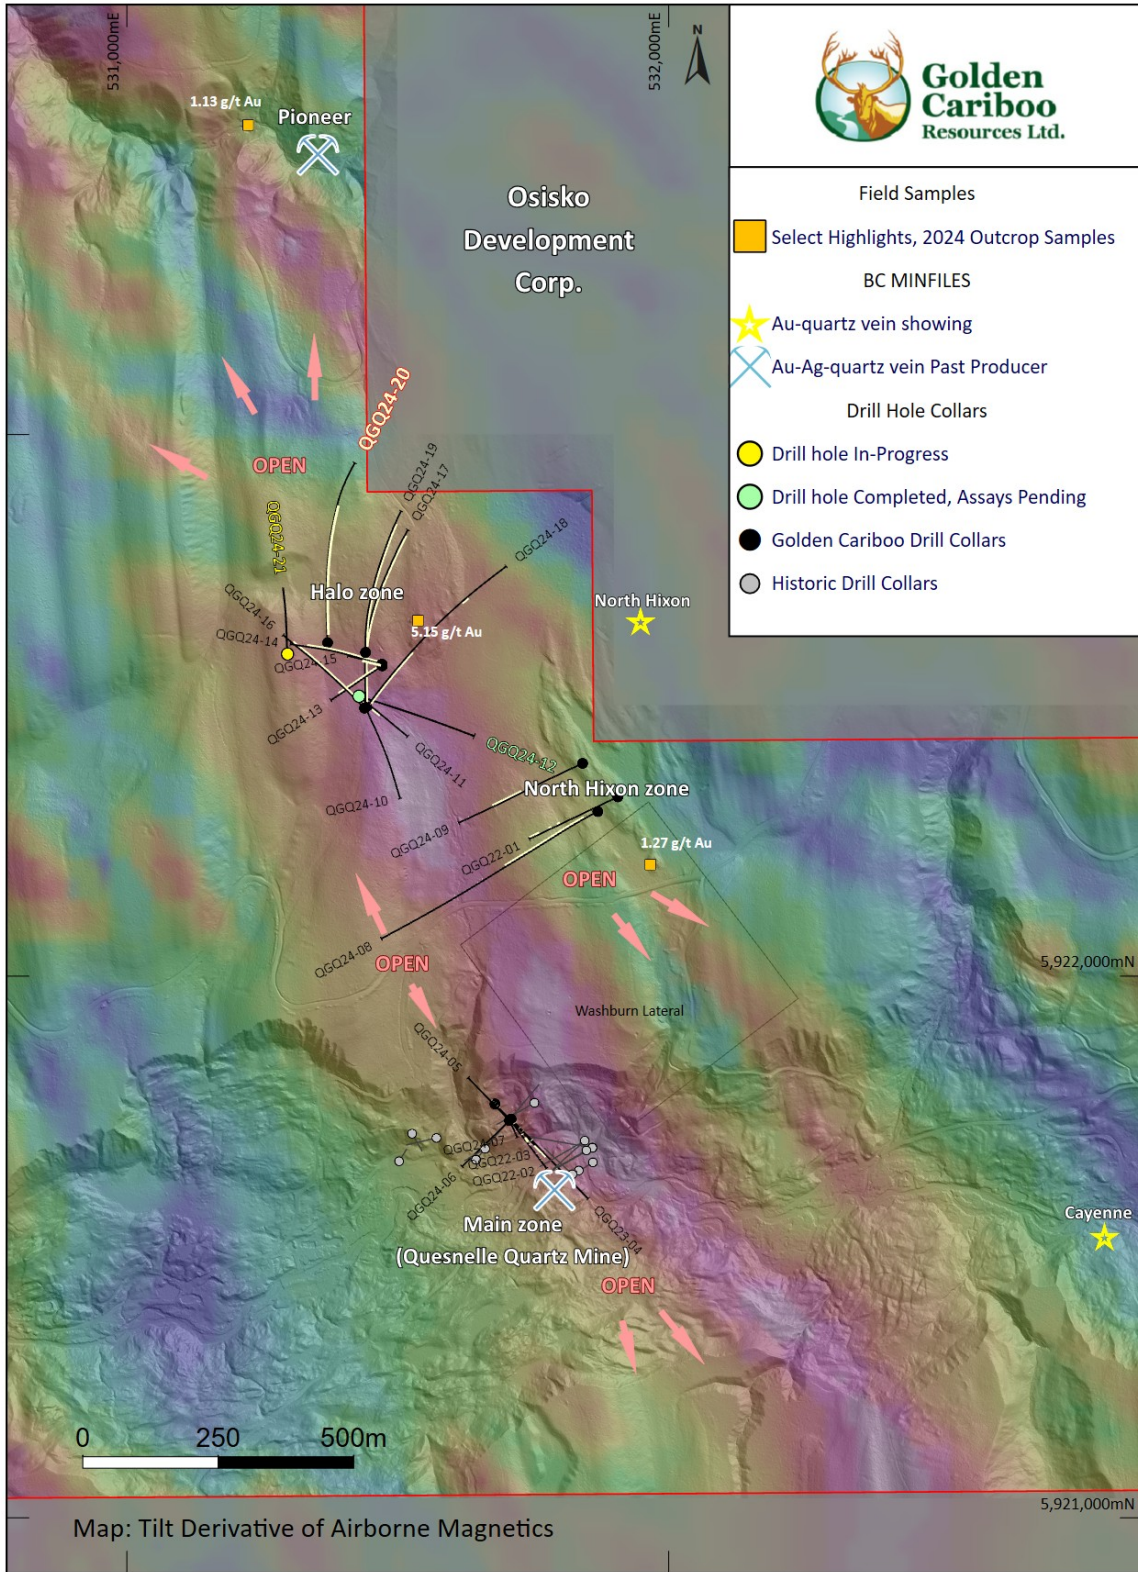 531,000mE
532,000mE
N
Golden
Cariboo
Resources Ltd.
Field Samples
Select Highlights, 2024 Outcrop Samples
BC MINFILES
Au-quartz vein showing
Au-Ag-quartz vein Past Producer
Drill Hole Collars
Drill hole In-Progress
Drill hole Completed, Assays Pending
Golden Cariboo Drill Collars
Historic Drill Collars
1.13 g/t Au
Pioneer
Osisko
Development
Corp.
QGQ24-20
OPEN
QGQ24-19
QGQ24-17
QGQ24-18
QGQ24-21
Halo zone
QGQ24-16
QGQ24-14
QGQ24-15
5.15 g/t Au
North Hixon
QGQ24-13
QGQ24-11
QGQ24-12
QGQ24-10
North Hixon zone
QGQ24-09
QGQ22-01
1.27 g/t Au
OPEN
QGQ24-08
OPEN
5,922,000mN
Washburn Lateral
QGQ24-05
QGQ24-07
QGQ22-03
QGQ22-02
QGQ24-06
QGQ23-04
Main zone
(Quesnelle Quartz Mine)
Cayenne
OPEN
0 250 500m
5,921,000mN
Map: Tilt Derivative of Airborne Magnetics